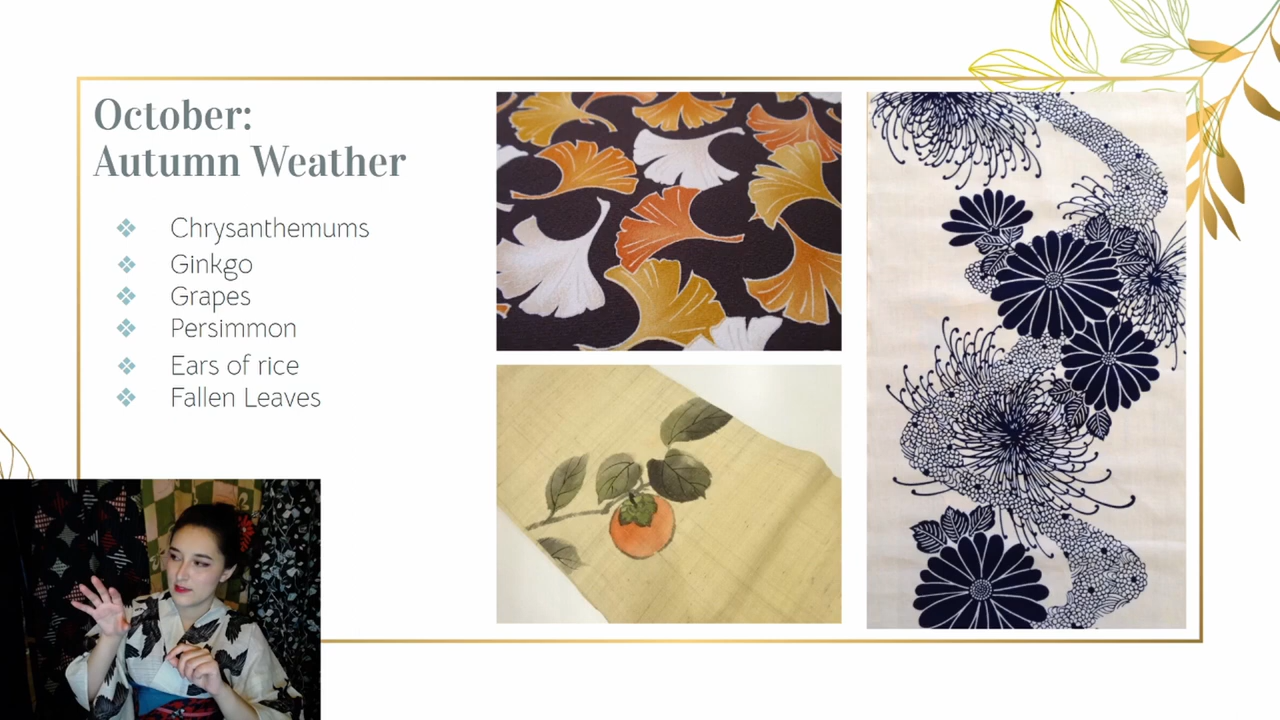 October:
Autumn Weather
Chrysanthemums
Ginkgo
Grapes
Persimmon
Ears of rice
Fallen Leaves